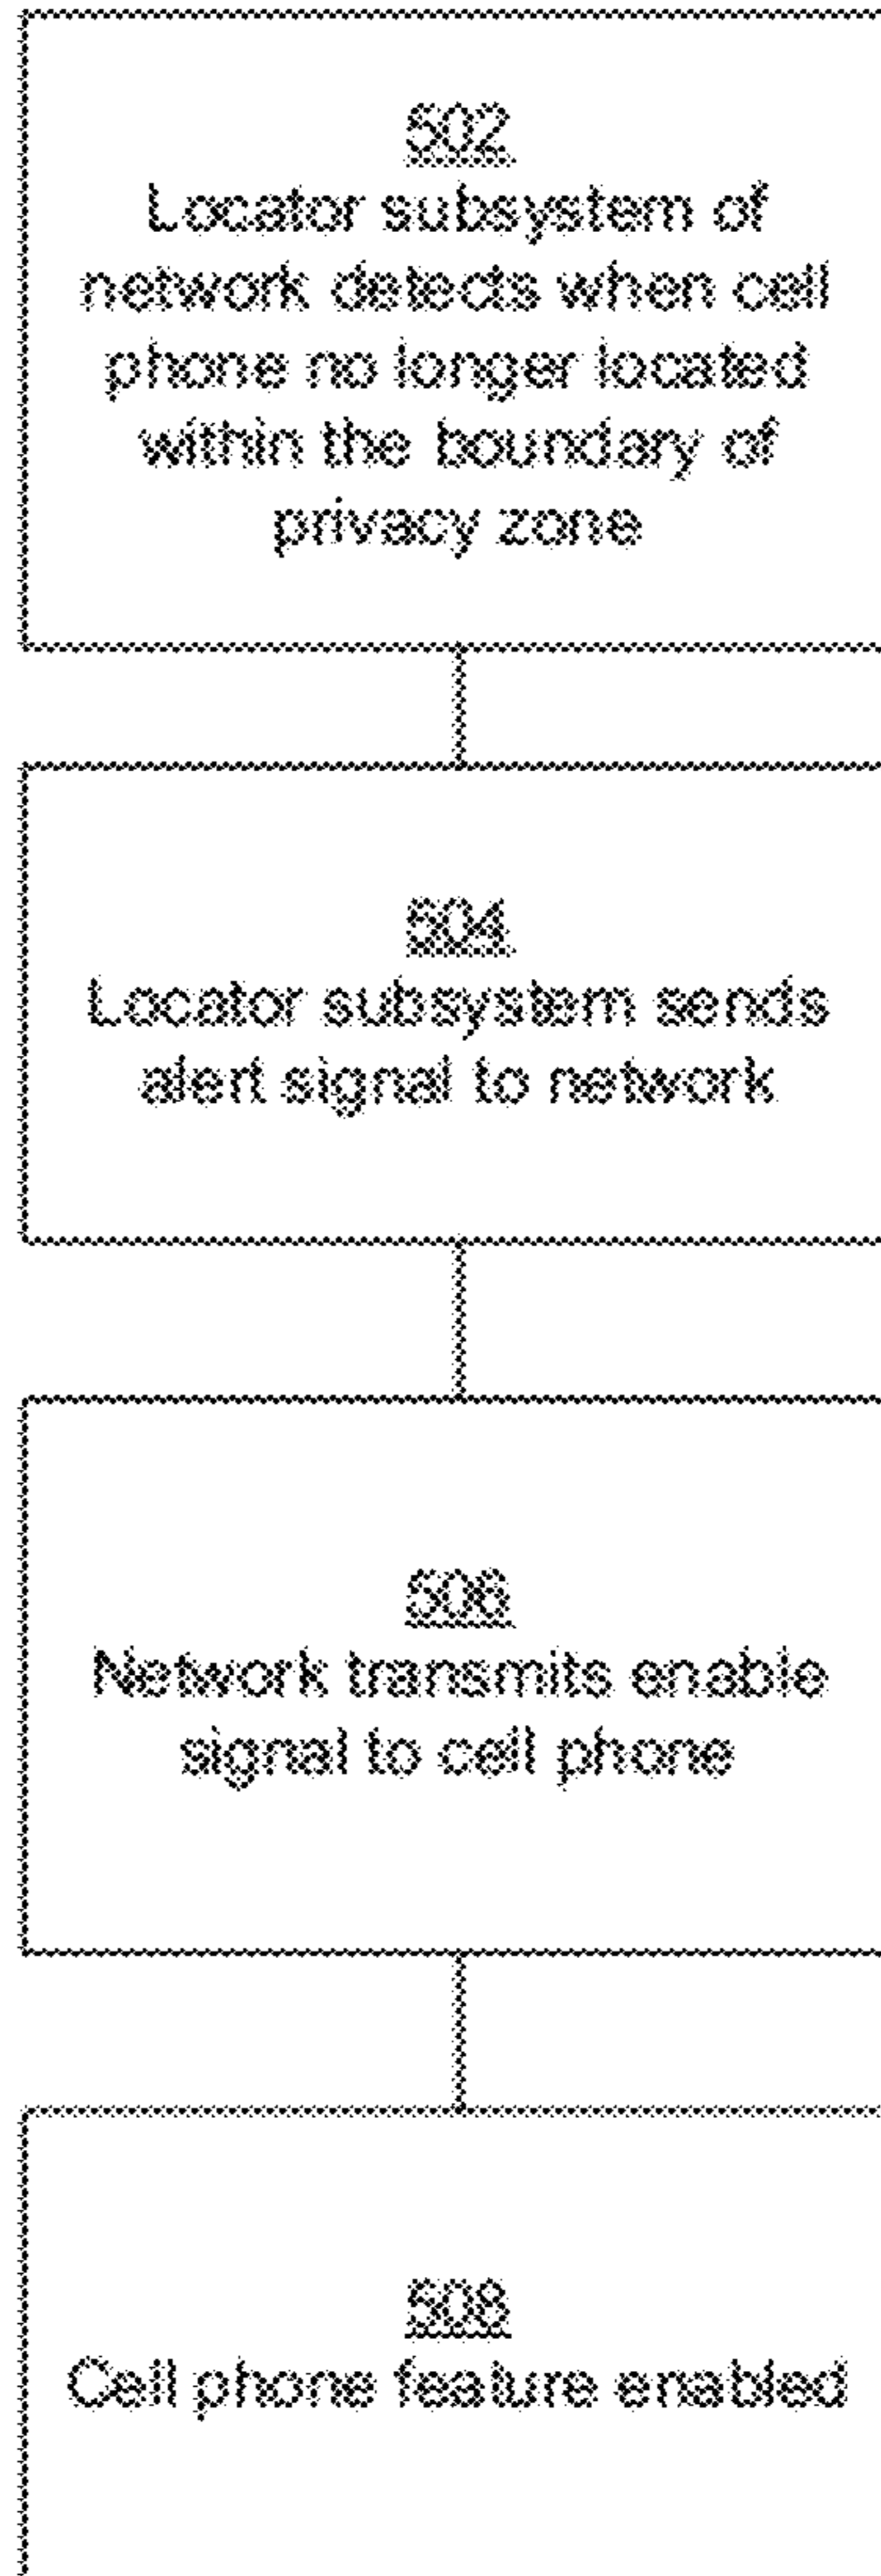 502
Locator subsystem of
network detects when cell
phone no longer located
within the boundary of
privacy zone
504
Locator subsystem sends
alert signal to network
506
Network transmits enable
signal to cell phone
508
Cell phone feature enabled